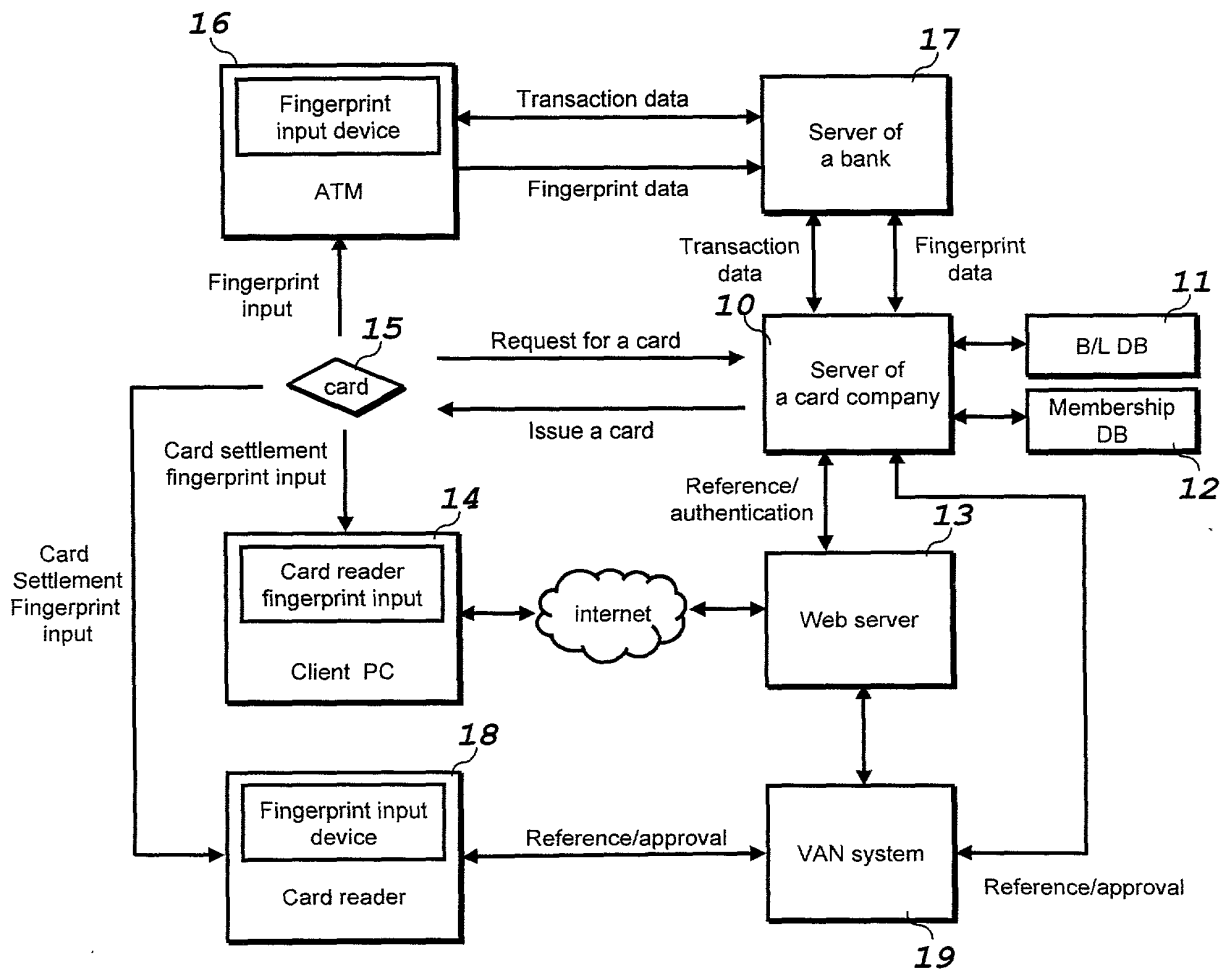 16
Fingerprint
input device
ATM
Transaction data
Fingerprint data
17
Server of
a bank
Transaction
data
Fingerprint
data
Fingerprint
input
15
card
Request for a card
Issue a card
10
Server of
a card company
11
B/L DB
Membership
DB
12
Card settlement
fingerprint input
Reference/
authentication
14
Card reader
fingerprint input
Client PC
internet
13
Web server
Card
Settlement
Fingerprint
input
18
Fingerprint input
device
Card reader
Reference/approval
VAN system
19
Reference/approval